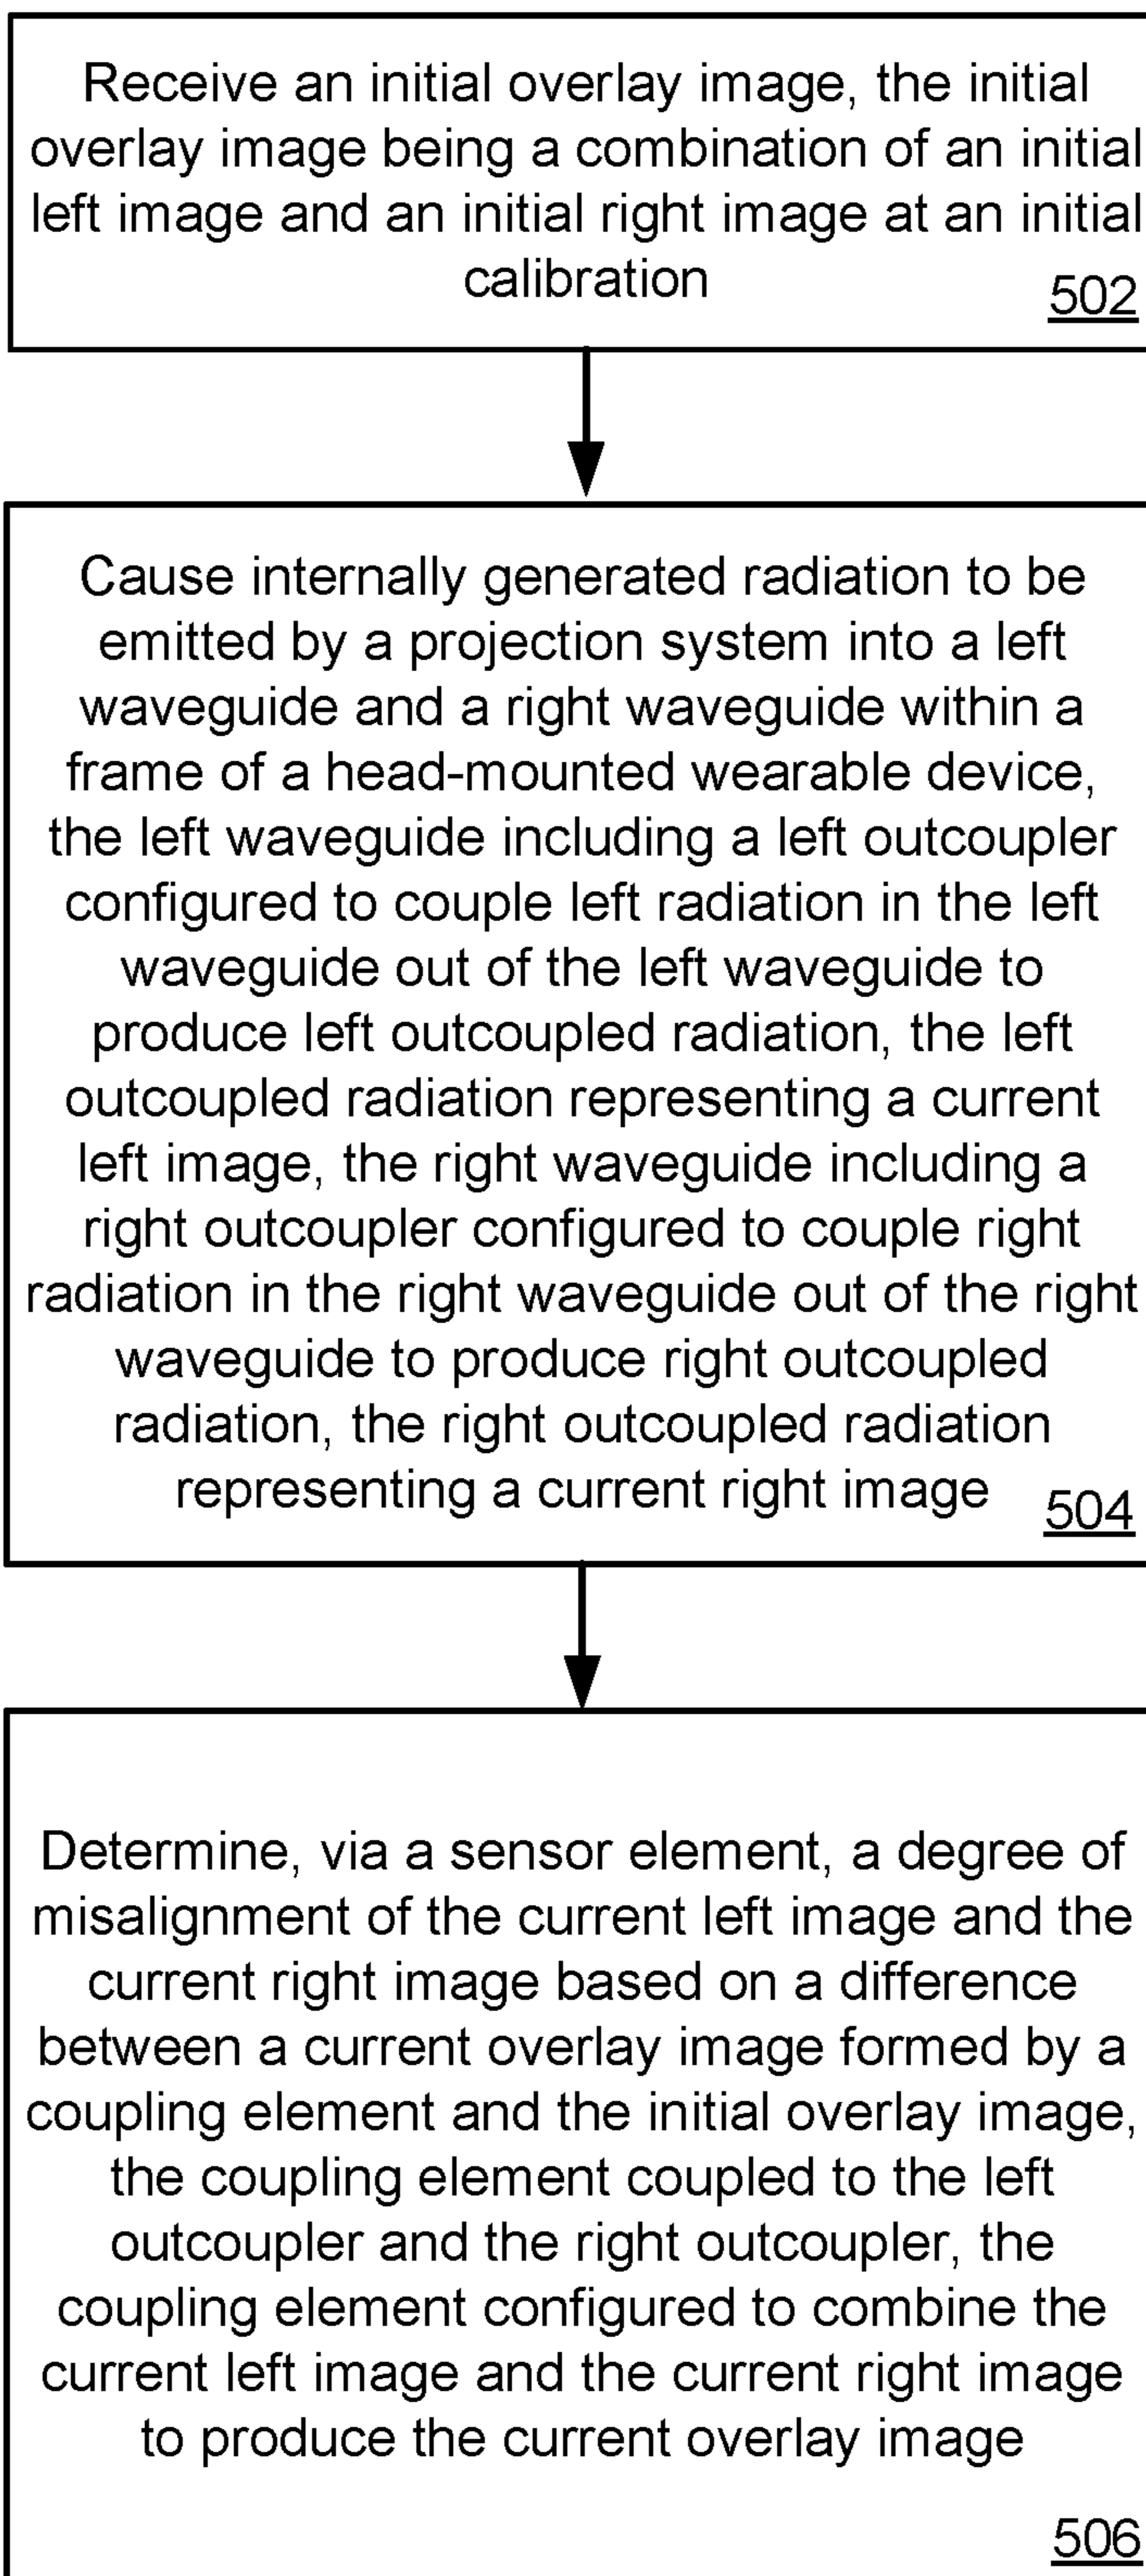 Receive an initial overlay image, the initial
overlay image being a combination of an initial
left image and an initial right image at an initial
calibration
502
Cause internally generated radiation to be
emitted by a projection system into a left
waveguide and a right waveguide within a
frame of a head-mounted wearable device,
the left waveguide including a left outcoupler
configured to couple left radiation in the left
waveguide out of the left waveguide to
produce left outcoupled radiation, the left
outcoupled radiation representing a current
left image, the right waveguide including a
right outcoupler configured to couple right
radiation in the right waveguide out of the right
waveguide to produce right outcoupled
radiation, the right outcoupled radiation
representing a current right image
504
Determine, via a sensor element, a degree of
misalignment of the current left image and the
current right image based on a difference
between a current overlay image formed by a
coupling element and the initial overlay image,
the coupling element coupled to the left
outcoupler and the right outcoupler, the
coupling element configured to combine the
current left image and the current right image
to produce the current overlay image
506